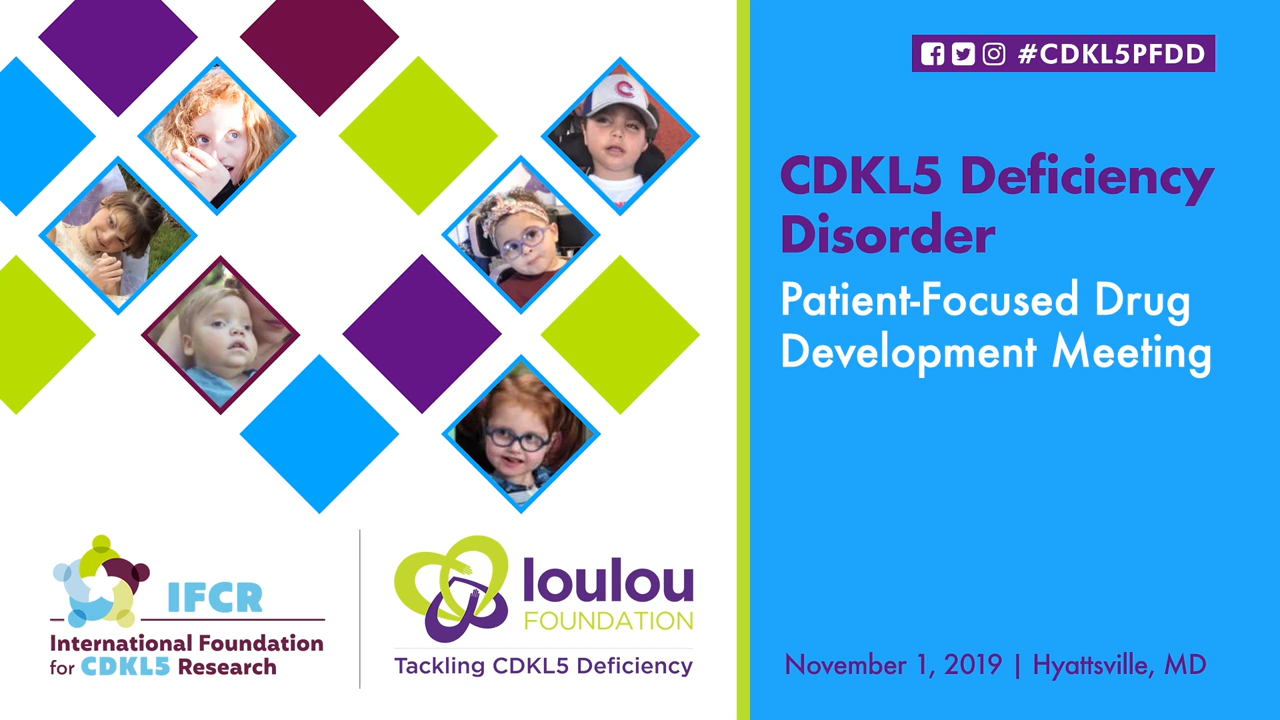 #CDKL5PFDD
CDKL5 Deficiency
Disorder
Patient-Focused Drug
Development Meeting
November 1, 2019 | Hyattsville, MD
IFCR
International Foundation
for CDKL5 Research
loulou
FOUNDATION
Tackling CDKL5 Deficiency
C